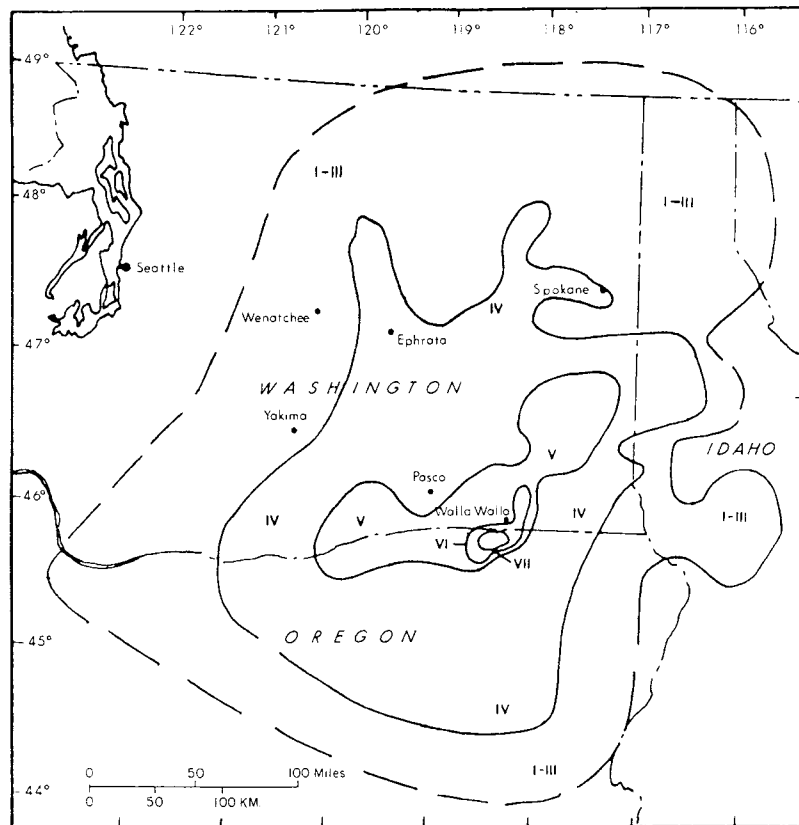 122° 121° 120° 119° 118° 117° 116°
49°
I-III
48°
I-III
Seattle
Spokane
Wenatchee
IV
Ephrata
47°
WASHINGTON
Yakima
IDAHO
V
Pasco
46°
Walla Walla
I-III
IV
V
IV
VI
VII
OREGON
45°
IV
I-III
0 50 100 Miles
0 50 100 KM.
44°